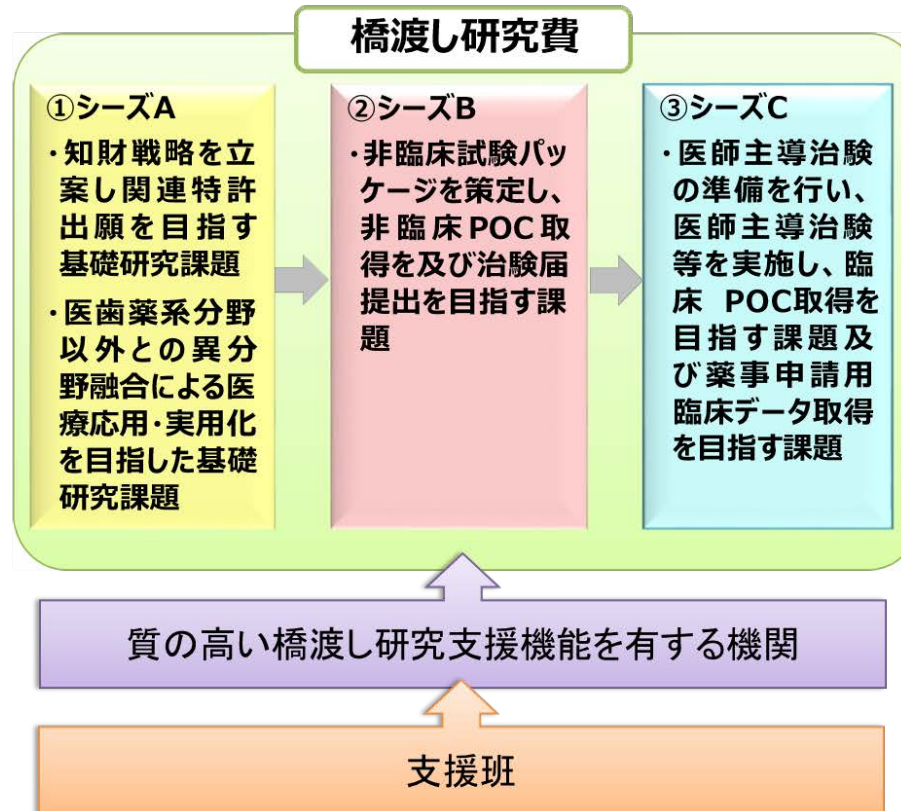 橋渡し研究費
①シーズA
・知財戦略を立
案し関連特許
出願を目指す
基礎研究課題
・医歯薬系分野
以外との異分
野融合による医
療応用・実用化
を目指した基礎
研究課題
②シーズB
・非臨床試験パッ
ケージを策定し、
非臨床POC取
得を及び治験届
提出を目指す課
題
③シーズC
・医師主導治験
の準備を行い、
医師主導治験
等を実施し、臨
床 POC取得を
目指す課題及
び薬事申請用
臨床データ取得
を目指す課題
質の高い橋渡し研究支援機能を有する機関
支援班